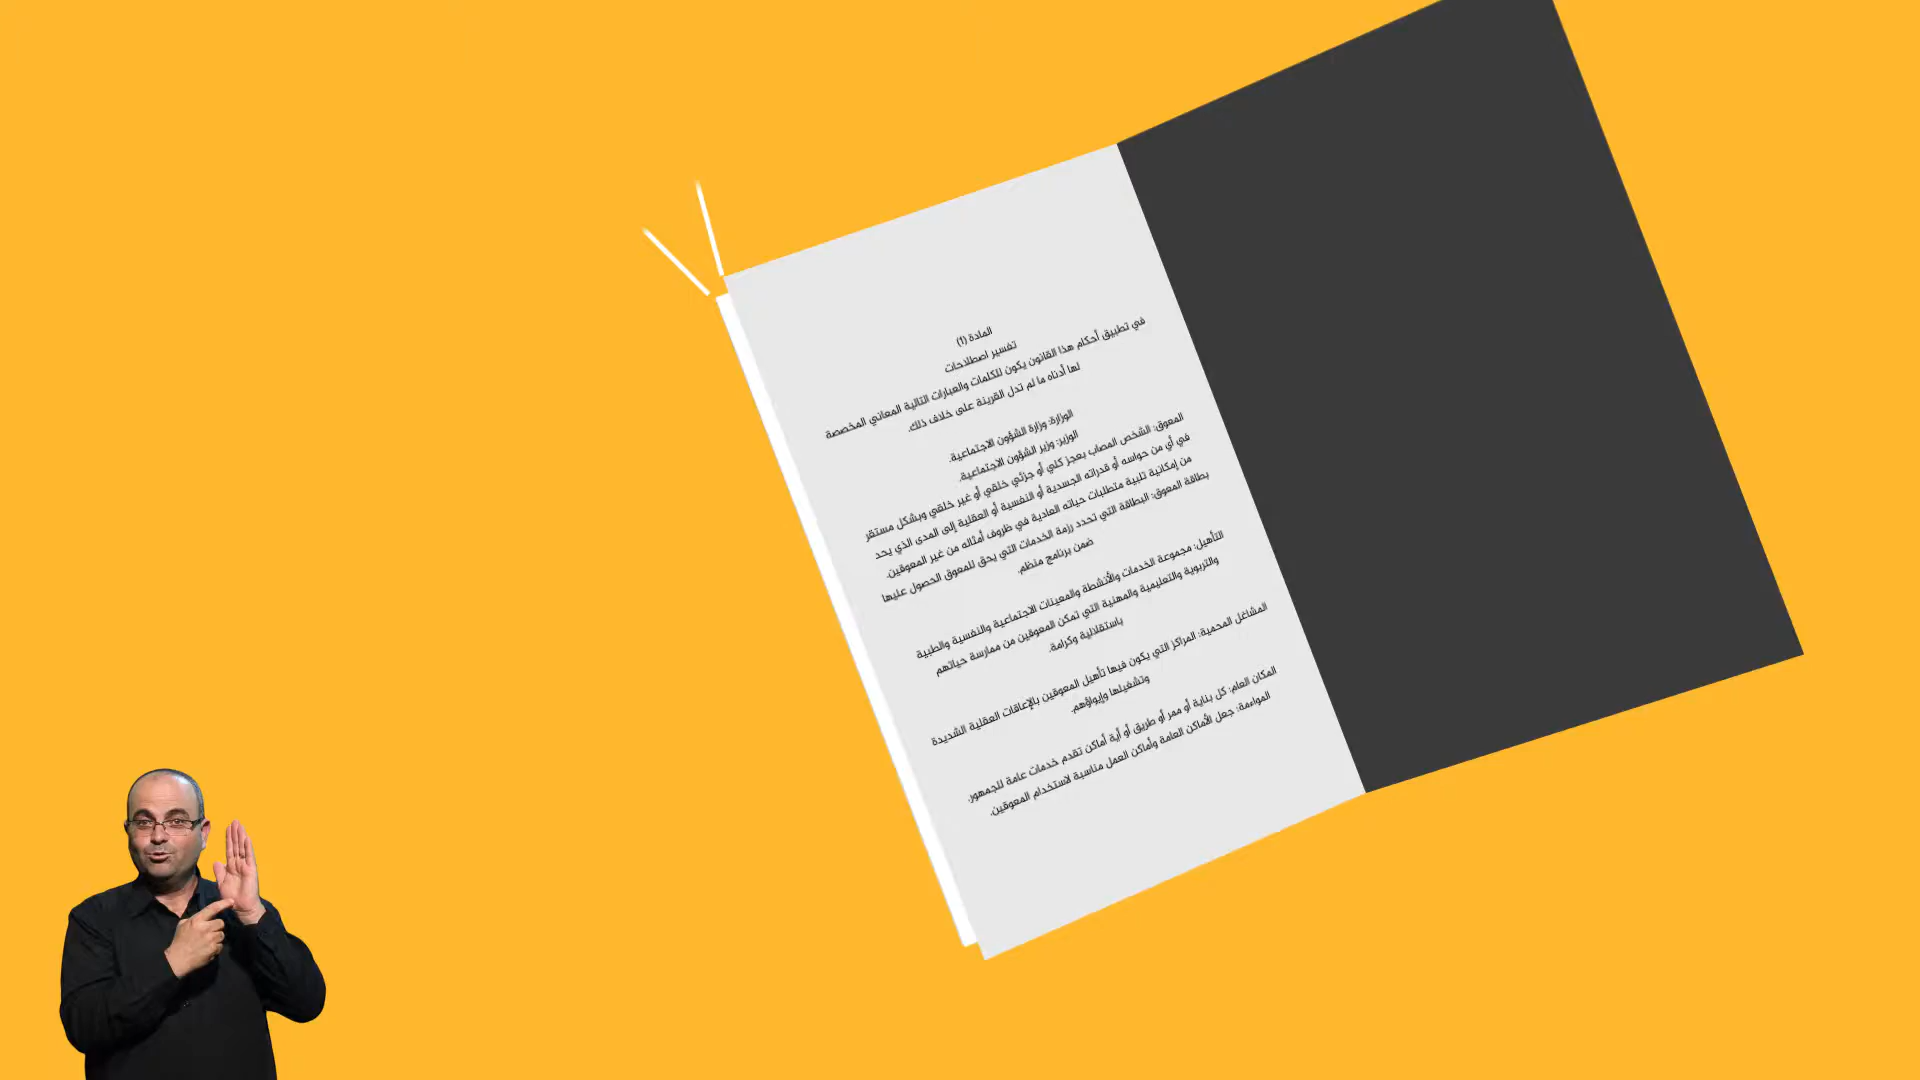 المادة (1)
تفسير اصطلاحات
في تطبيق أحكام هذا القانون يكون للكلمات والعبارات التالية المعاني المخصصة
لها أدناه ما لم تدل القرينة على خلاف ذلك.
الوزارة: وزارة الشؤون الاجتماعية.
الوزير: وزير الشؤون الاجتماعية.
المعوق: الشخص المصاب بعجز كلي أو جزئي خلقي أو غير خلقي وبشكل مستقر
في أي من حواسه أو قدراته الجسدية أو النفسية أو العقلية إلى المدى الذي يحد
من إمكانية تلبية متطلبات حياته العادية في ظروف أمثاله من غير المعوقين.
بطاقة المعوق: البطاقة التي تحدد رزمة الخدمات التي يحق للمعوق الحصول عليها
ضمن برنامج منظم.
التأهيل: مجموعة الخدمات والأنشطة والمعينات الاجتماعية والنفسية والطبية
والتربوية والتعليمية والمهنية التي تمكن المعوقين من ممارسة حياتهم
باستقلالية وكرامة.
المشاغل المحمية: المراكز التي يكون فيها تأهيل المعوقين بالإعاقات العقلية الشديدة
وتشغيلها وإيواؤهم.
المكان العام: كل بناية أو ممر أو طريق أو أية أماكن تقدم خدمات عامة للجمهور.
المواءمة: جعل الأماكن العامة وأماكن العمل مناسبة لاستخدام المعوقين.